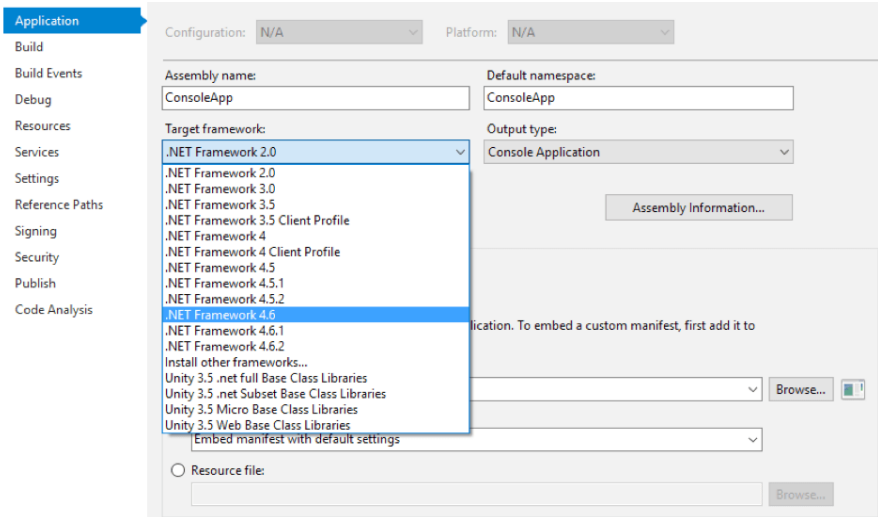 Application
Build
Build Events
Debug
Resources
Services
Settings
Reference Paths
Signing
Security
Publish
Code Analysis
Configuration: N/A Platform: N/A
Assembly name: Default namespace:
ConsoleApp ConsoleApp
Target framework: Output type:
.NET Framework 2.0 Console Application
.NET Framework 2.0
.NET Framework 3.0
.NET Framework 3.5
.NET Framework 3.5 Client Profile
.NET Framework 4
.NET Framework 4 Client Profile
.NET Framework 4.5
.NET Framework 4.5.1
.NET Framework 4.5.2
.NET Framework 4.6
.NET Framework 4.6.1
.NET Framework 4.6.2
Install other frameworks...
Unity 3.5 .net full Base Class Libraries
Unity 3.5 .net Subset Base Class Libraries
Unity 3.5 Micro Base Class Libraries
Unity 3.5 Web Base Class Libraries
Assembly Information...
lication. To embed a custom manifest, first add it to
Browse...
Embed manifest with default settings
Resource file:
Browse...